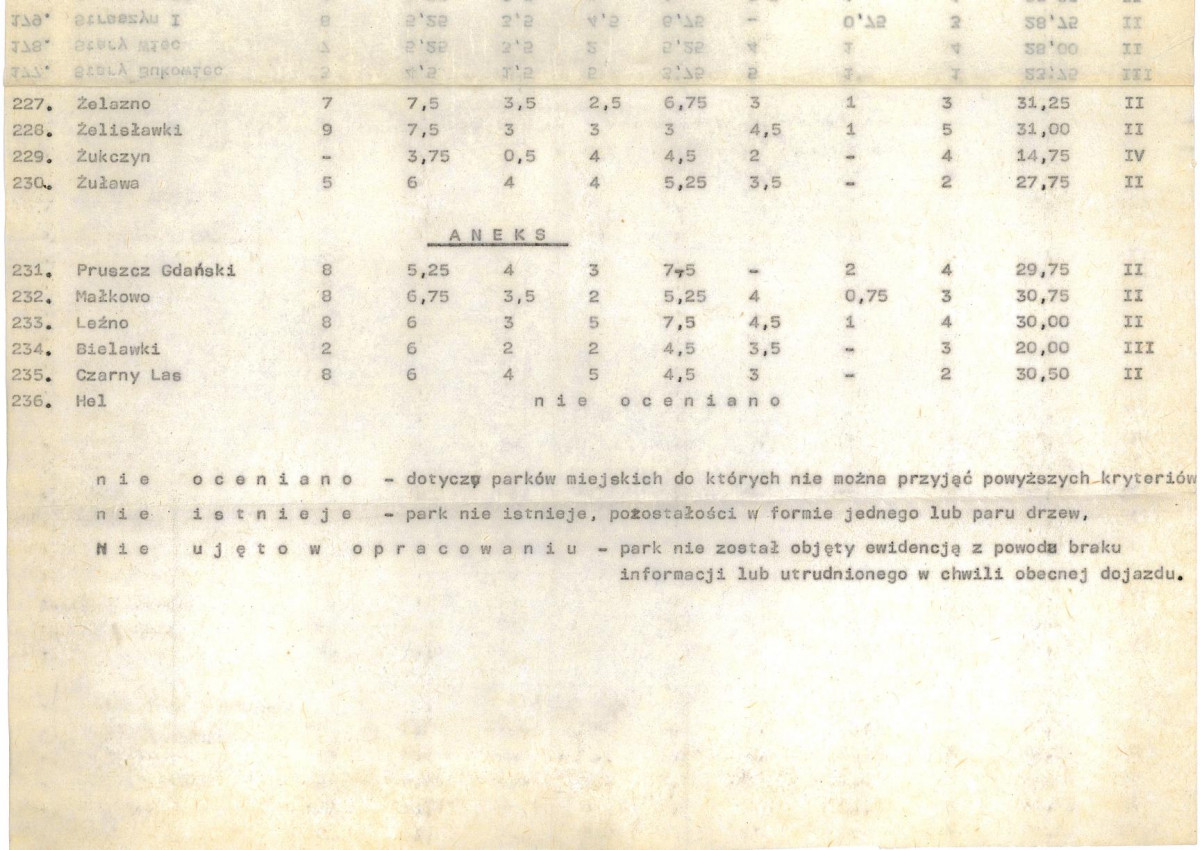 227. Żelazno 7 7,5 3,5 2,5 6,75 3 1 3 31,25 II
228. Żelisławki 9 7,5 3 3 3 4,5 1 5 31,00 II
229. Żukczyn - 3,75 0,5 4 4,5 2 - 4 14,75 IV
230. Żuława 5 6 4 4 5,25 3,5 - 2 27,75 II
A N E K S
231. Pruszcz Gdański 8 5,25 4 3 7,5 - 2 4 29,75 II
232. Małkowo 8 6,75 3,5 2 5,25 4 0,75 3 30,75 II
233. Leźno 8 6 3 5 7,5 4,5 1 4 30,00 II
234. Bielawki 2 6 2 2 4,5 3,5 - 3 20,00 III
235. Czarny Las 8 6 4 5 4,5 3 - 2 30,50 II
236. Hel n i e o c e n i a n o
n i e o c e n i a n o - dotyczy parków miejskich do których nie można przyjąć powyższych kryteriów
n i e i s t n i e j e - park nie istnieje, pozostałości w formie jednego lub paru drzew,
N i e u j ę t o w o p r a c o w a n i u - park nie został objęty ewidencją z powodu braku
informacji lub utrudnionego w chwili obecnej dojazdu.